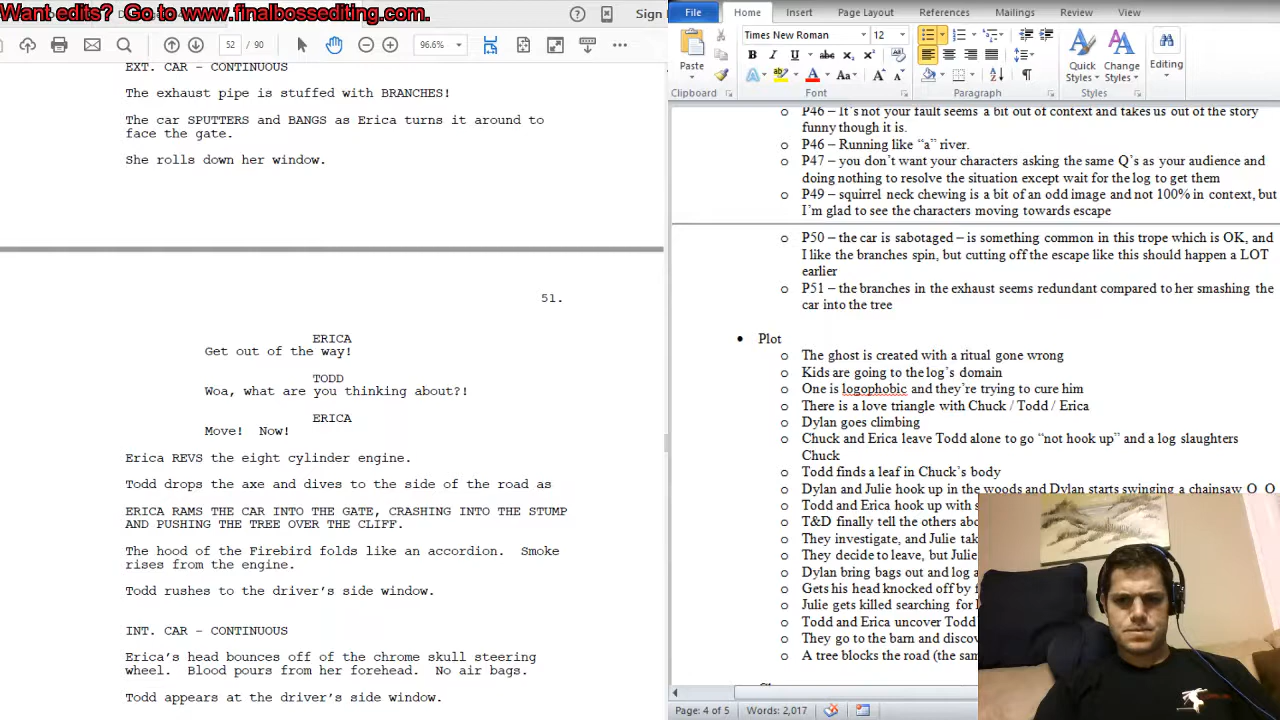 Want edits?  Go to www.finalbossediting.com.
Sign
52
96.6%
File Home Insert Page Layout References Mailings Review View
Times New Roman 12
Paste
Quick Styles
Change Styles
Editing
Clipboard Font Paragraph Styles
EXT. CAR - CONTINUOUS
The exhaust pipe is stuffed with BRANCHES!
The car SPUTTERS and BANGS as Erica turns it around to
face the gate.
She rolls down her window.
51.
ERICA
Get out of the way!
TODD
Woa, what are you thinking about?!
ERICA
Move!  Now!
Erica REVS the eight cylinder engine.
Todd drops the axe and dives to the side of the road as
ERICA RAMS THE CAR INTO THE GATE, CRASHING INTO THE STUMP
AND PUSHING THE TREE OVER THE CLIFF.
The hood of the Firebird folds like an accordion.  Smoke
rises from the engine.
Todd rushes to the driver's side window.
INT. CAR - CONTINUOUS
Erica's head bounces off of the chrome skull steering
wheel.  Blood pours from her forehead.  No air bags.
Todd appears at the driver's side window.
o P46 – It's not your fault seems a bit out of context and takes us out of the story
funny though it is.
o P46 – Running like “a” river.
o P47 – you don't want your characters asking the same Q's as your audience and
doing nothing to resolve the situation except wait for the log to get them
o P49 – squirrel neck chewing is a bit of an odd image and not 100% in context, but
I'm glad to see the characters moving towards escape
o P50 – the car is sabotaged – is something common in this trope which is OK, and
I like the branches spin, but cutting off the escape like this should happen a LOT
earlier
o P51 – the branches in the exhaust seems redundant compared to her smashing the
car into the tree
• Plot
o The ghost is created with a ritual gone wrong
o Kids are going to the log's domain
o One is logophobic and they're trying to cure him
o There is a love triangle with Chuck / Todd / Erica
o Dylan goes climbing
o Chuck and Erica leave Todd alone to go “not hook up” and a log slaughters
Chuck
o Todd finds a leaf in Chuck's body
o Dylan and Julie hook up in the woods and Dylan starts swinging a chainsaw O_O
o Todd and Erica hook up with
o T&D finally tell the others
o They investigate, and Julie
o They decide to leave, but Julie
o Dylan bring bags out and log
o Gets his head knocked off by
o Julie gets killed searching for
o Todd and Erica uncover Todd
o They go to the barn and
o A tree blocks the road (the
Page: 4 of 5 Words: 2,017